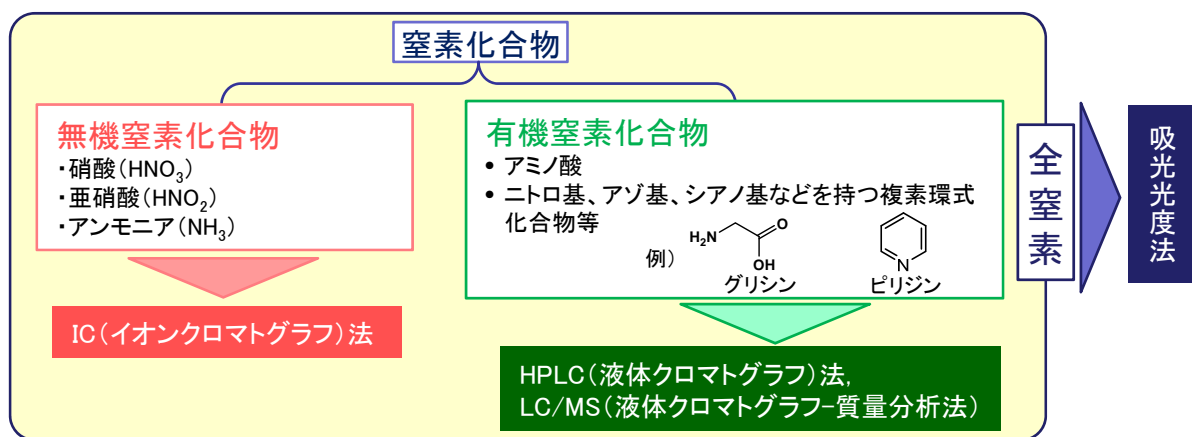 窒素化合物
無機窒素化合物
・硝酸(HNO₃)
・亜硝酸(HNO₂)
・アンモニア(NH₃)
IC(イオンクロマトグラフ)法
有機窒素化合物
• アミノ酸
• ニトロ基、アゾ基、シアノ基などを持つ複素環式
化合物等
例)
H₂N
O
OH
グリシン
N
ピリジン
HPLC(液体クロマトグラフ)法,
LC/MS(液体クロマトグラフ-質量分析法)
全窒素
吸光光度法